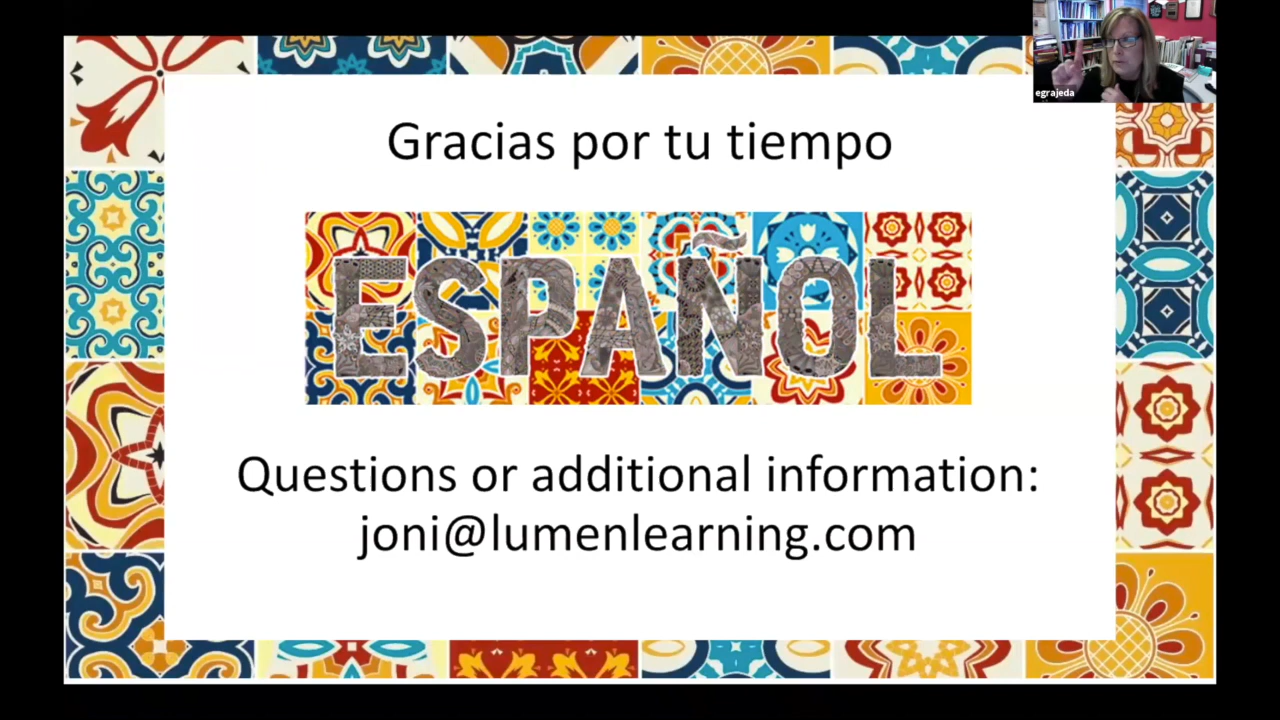 egrajeda
Gracias por tu tiempo
ESPAÑOL
Questions or additional information:
joni@lumenlearning.com